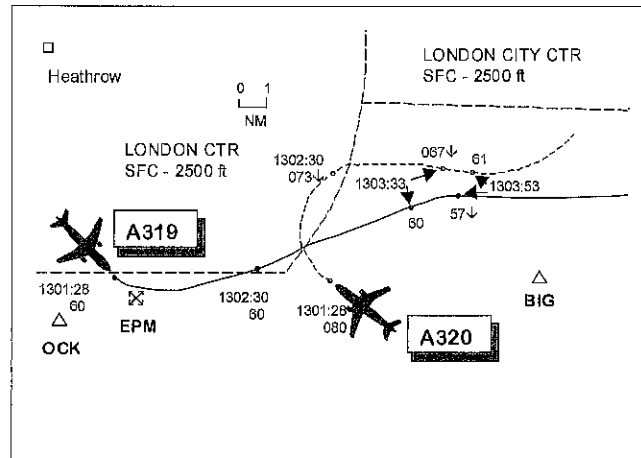 Heathrow
0 1
NM
LONDON CITY CTR
SFC - 2500 ft
LONDON CTR
SFC - 2500 ft
1302:30
073↓
067↓
61
1303:33
1303:53
60
57↓
A319
1301:28
60
EPM
1302:30
60
OCK
1301:28
080
A320
BIG